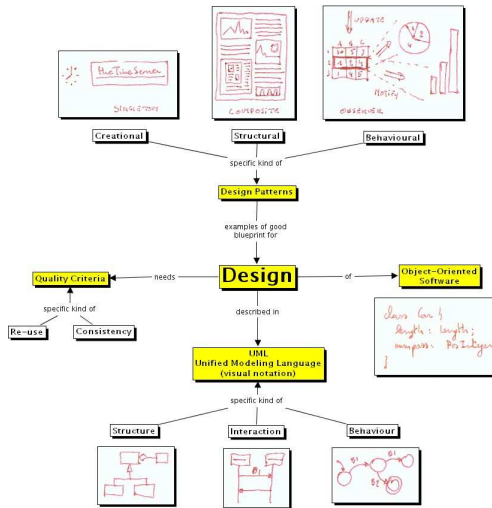 UPDATE
SINGLETON
COMPOSITE
OBSERVER
NOTIFY
Creational
Structural
Behavioural
specific kind of
Design Patterns
examples of good
blueprint for
Quality Criteria
needs
Design
of
Object-Oriented
Software
specific kind of
Re-use
Consistency
described in
class Car {
length : length;
: PosInteger
}
UML
Unified Modeling Language
(visual notation)
specific kind of
Structure
Interaction
Behaviour